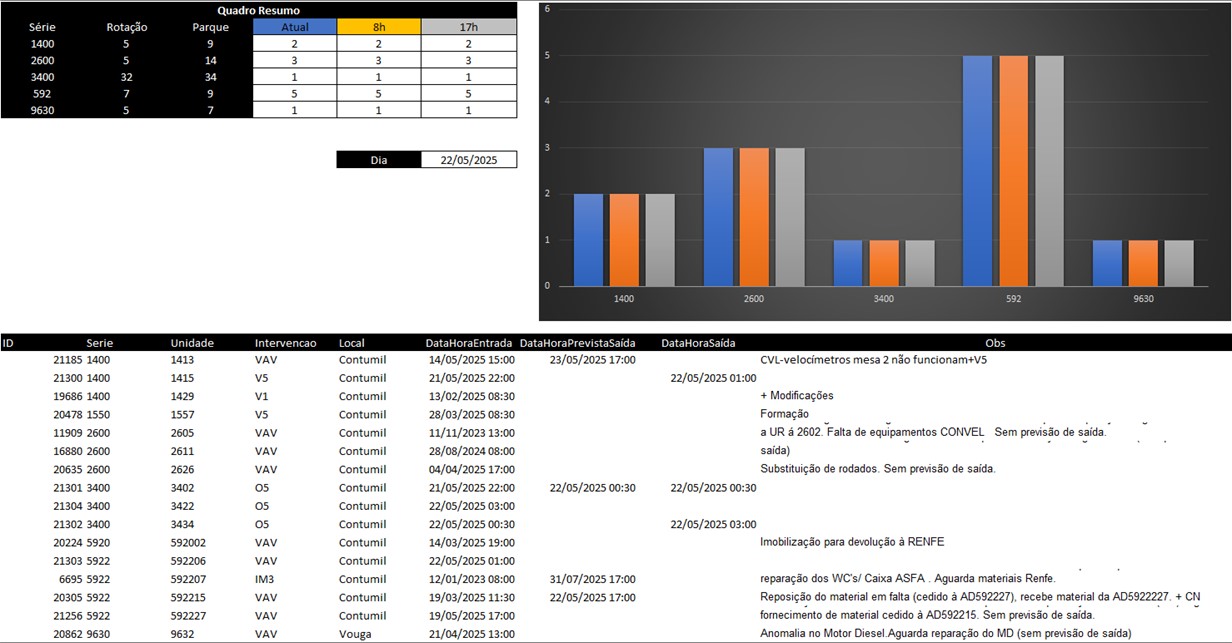 Quadro Resumo
Série Rotação Parque Atual 8h 17h
1400 5 9 2 2 2
2600 5 14 3 3 3
3400 32 34 1 1 1
592 7 9 5 5 5
9630 5 7 1 1 1
Dia 22/05/2025
6
5
4
3
2
1
0
1400 2600 3400 592 9630
ID Serie Unidade Intervencao Local DataHoraEntrada DataHoraPrevistaSaída DataHoraSaída Obs
21185 1400 1413 VAV Contumil 14/05/2025 15:00 23/05/2025 17:00 CVL-velocímetros mesa 2 não funcionam+V5
21300 1400 1415 V5 Contumil 21/05/2025 22:00 22/05/2025 01:00
19686 1400 1429 V1 Contumil 13/02/2025 08:30 + Modificações
20478 1550 1557 V5 Contumil 28/03/2025 08:30 Formação
11909 2600 2605 VAV Contumil 11/11/2023 13:00 a UR á 2602. Falta de equipamentos CONVEL Sem previsão de saída.
16880 2600 2611 VAV Contumil 28/08/2024 08:00 saída)
20635 2600 2626 VAV Contumil 04/04/2025 17:00 Substituição de rodados. Sem previsão de saída.
21301 3400 3402 O5 Contumil 21/05/2025 22:00 22/05/2025 00:30 22/05/2025 00:30
21304 3400 3422 O5 Contumil 22/05/2025 03:00
21302 3400 3434 O5 Contumil 22/05/2025 00:30 22/05/2025 03:00
20224 5920 592002 VAV Contumil 14/03/2025 19:00 Imobilização para devolução à RENFE
21303 5922 592206 VAV Contumil 22/05/2025 01:00
6695 5922 592207 IM3 Contumil 12/01/2023 08:00 31/07/2025 17:00 reparação dos WC's/ Caixa ASFA . Aguarda materiais Renfe.
20305 5922 592215 VAV Contumil 19/03/2025 11:30 22/05/2025 17:00 Reposição do material em falta (cedido à AD592227), recebe material da AD5922227. + CN
21256 5922 592227 VAV Contumil 19/05/2025 17:00 fornecimento de material cedido à AD592215. Sem previsão de saída.
20862 9630 9632 VAV Vouga 21/04/2025 13:00 Anomalia no Motor Diesel.Aguarda reparação do MD (sem previsão de saída)